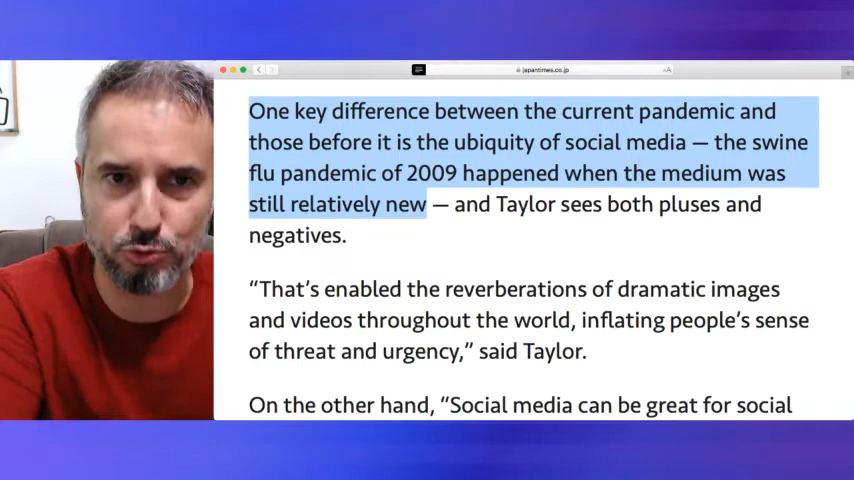 japantimes.co.jp
AA
One key difference between the current pandemic and
those before it is the ubiquity of social media — the swine
flu pandemic of 2009 happened when the medium was
still relatively new — and Taylor sees both pluses and
negatives.
“That’s enabled the reverberations of dramatic images
and videos throughout the world, inflating people’s sense
of threat and urgency,” said Taylor.
On the other hand, “Social media can be great for social